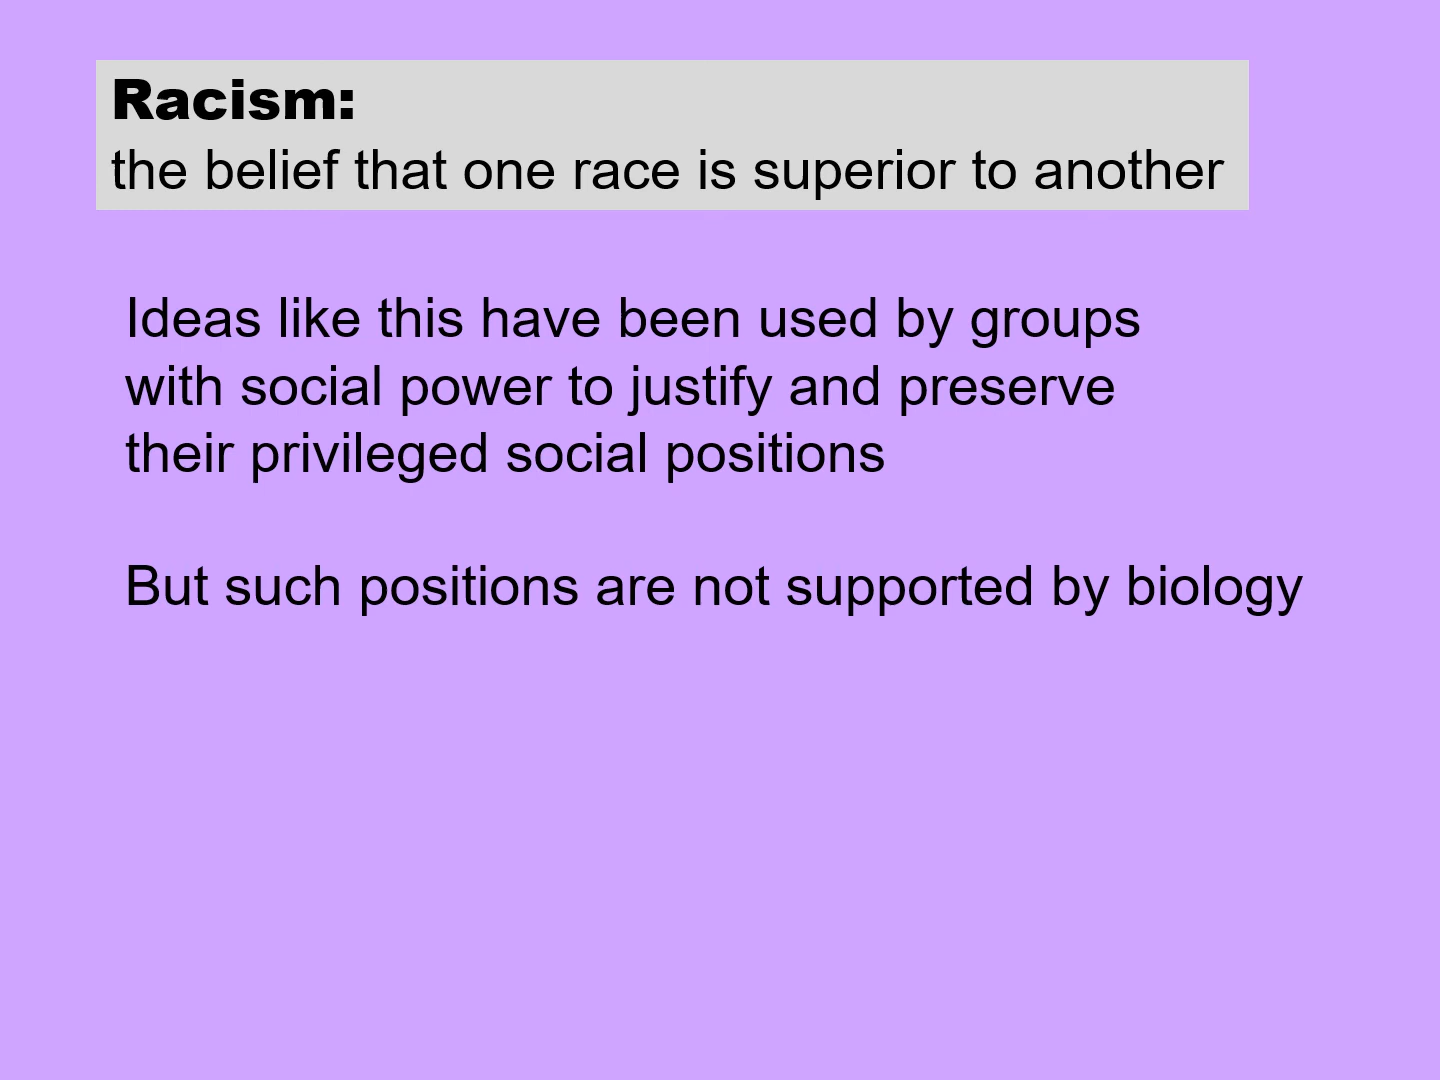 Racism:
the belief that one race is superior to another
Ideas like this have been used by groups
with social power to justify and preserve
their privileged social positions
But such positions are not supported by biology